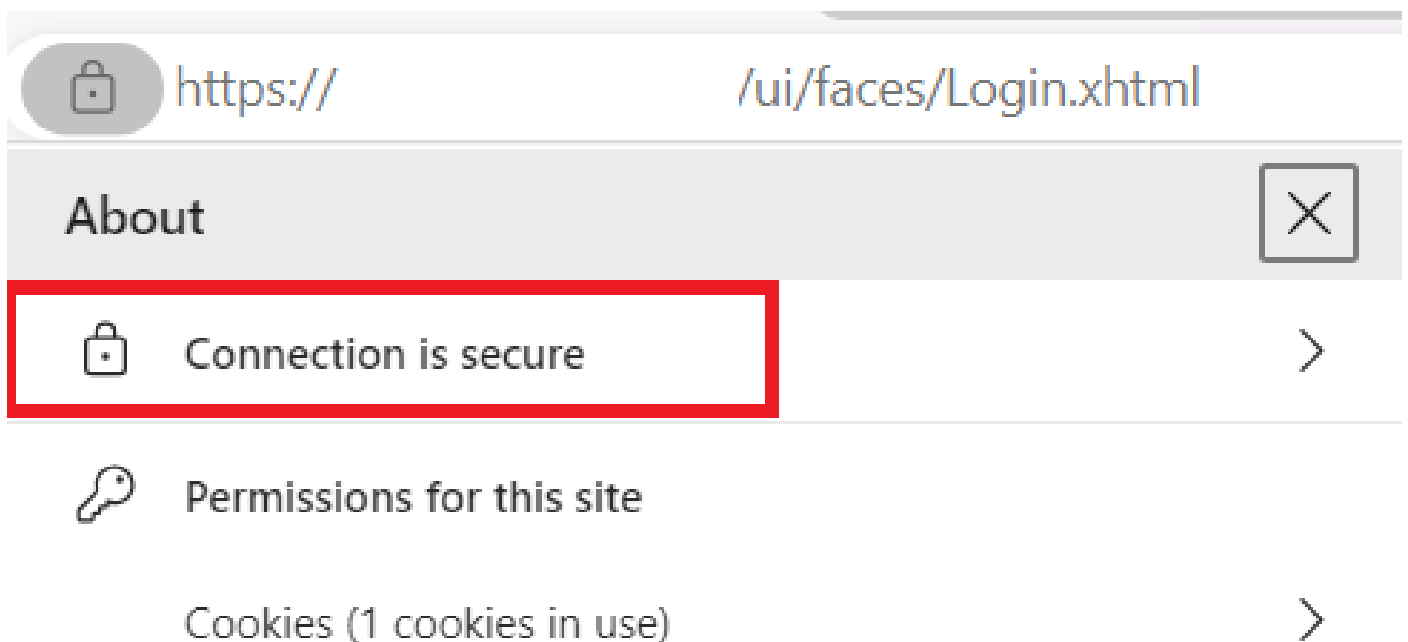 https:// /ui/faces/Login.xhtml
About
Connection is secure
Permissions for this site
Cookies (1 cookies in use)